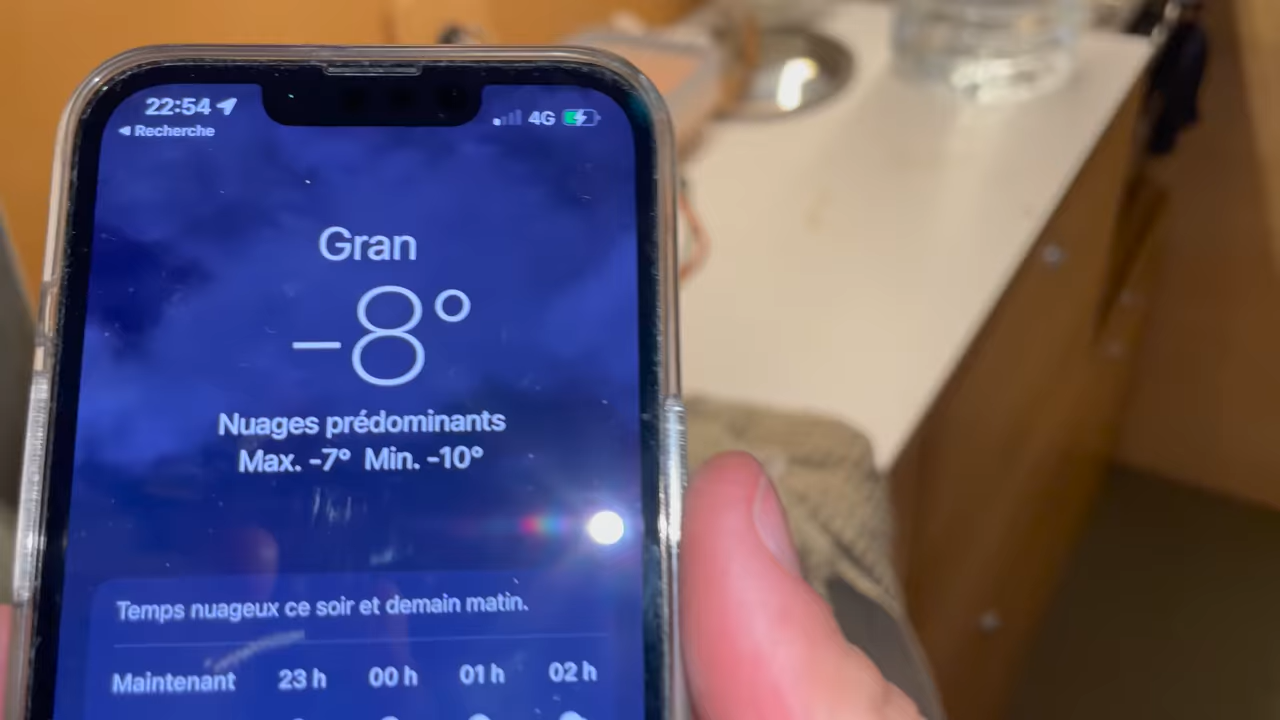 22:54 4G
Recherche
Gran
−8°
Nuages prédominants
Max. -7° Min. -10°
Temps nuageux ce soir et demain matin.
Maintenant 23 h 00 h 01 h 02 h